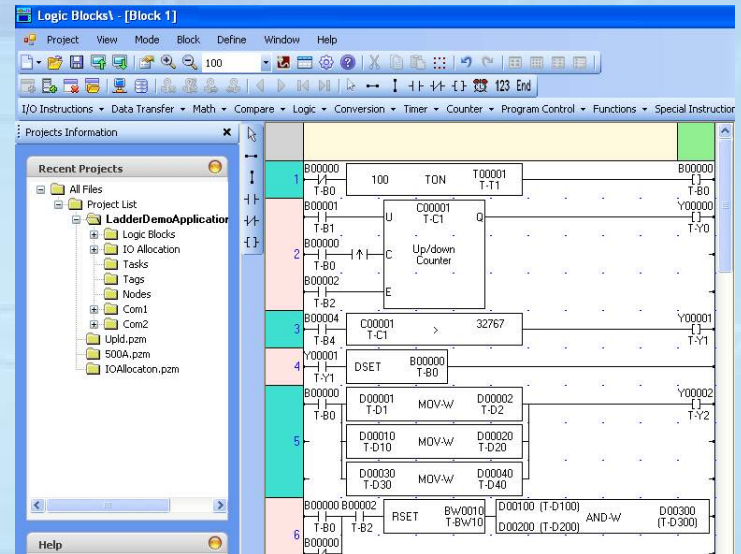 Logic Blocks\ - [Block 1]
Project View Mode Block Define Window Help
100
123 End
I/O Instructions Data Transfer Math Compare Logic Conversion Timer Counter Program Control Functions Special Instruction
Projects Information
Recent Projects
All Files
Project List
LadderDemoApplication
Logic Blocks
IO Allocation
Tasks
Tags
Nodes
Com1
Com2
Upld.pzm
500A.pzm
IOAllocaton.pzm
Help
1
B00000
T-B0
100 TON T00001
T-T1
B00000
T-B0
2
B00001
T-B1
U C00001 Q
T-C1
Y00000
T-Y0
B00000
T-B0
C Up/down
Counter
B00002
T-B2
E
3
B00004
T-B4
C00001 > 32767
T-C1
Y00001
T-Y1
4
Y00001
T-Y1
DSET B00000
T-B0
5
B00000
T-B0
D00001 MOV-W D00002
T-D1 T-D2
Y00002
T-Y2
D00010 MOV-W D00020
T-D10 T-D20
D00030 MOV-W D00040
T-D30 T-D40
6
B00000 B00002
T-B0 T-B2
RSET BW0010
T-BW10
D00100 (T-D100)
D00200 (T-D200)
AND-W
D00300
(T-D300)
B00000